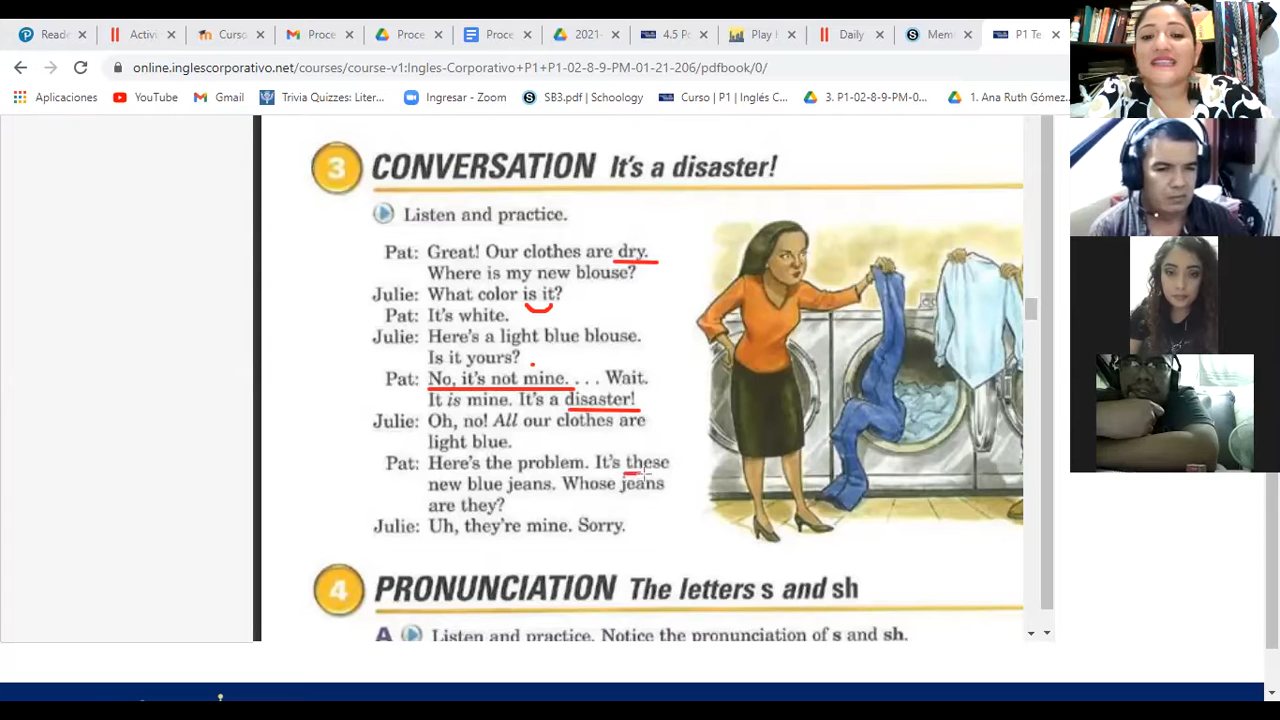 Reade
Activi
Curso
Proce
Proce
Proce
2021-
4.5 Po
Play K
Daily
Mem
P1 Te
online.inglescorporativo.net/courses/course-v1:Ingles-Corporativo+P1+P1-02-8-9-PM-01-21-206/pdfbook/0/
Aplicaciones YouTube Gmail Trivia Quizzes: Liter... Ingresar - Zoom SB3.pdf | Schoology Curso | P1 | Inglés C... 3. P1-02-8-9-PM-0... 1. Ana Ruth Gómez
3 CONVERSATION It's a disaster!
Listen and practice.
Pat: Great! Our clothes are dry.
Where is my new blouse?
Julie: What color is it?
Pat: It's white.
Julie: Here's a light blue blouse.
Is it yours?
Pat: No, it's not mine. . . . Wait.
It is mine. It's a disaster!
Julie: Oh, no! All our clothes are
light blue.
Pat: Here's the problem. It's these
new blue jeans. Whose jeans
are they?
Julie: Uh, they're mine. Sorry.
4 PRONUNCIATION The letters s and sh
A Listen and practice. Notice the pronunciation of s and sh.